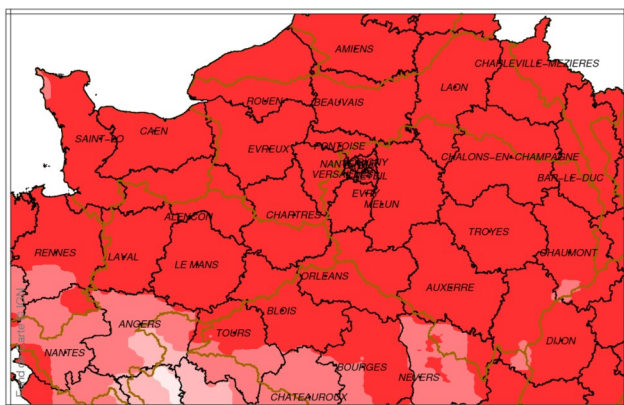 AMIENS
CHARLEVILLE-MEZIERES
LAON
ROUEN
BEAUVAIS
SAINT-LO
CAEN
EVREUX
PONTOISE
CHALONS-EN-CHAMPAGNE
VERSAILLES
BAR-LE-DUC
EVRY
MELUN
ALENCON
CHARTRES
TROYES
RENNES
LAVAL
LE MANS
CHAUMONT
ORLEANS
AUXERRE
BLOIS
ANGERS
TOURS
DIJON
NANTES
BOURGES
NEVERS
CHATEAUROUX